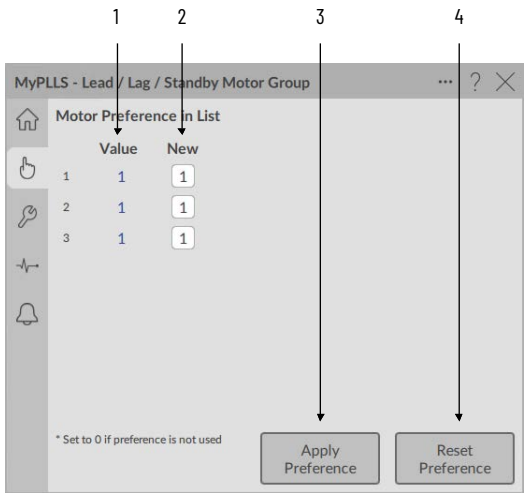 1 2 3 4
MyPLLS - Lead / Lag / Standby Motor Group ... ?
Motor Preference in List
Value New
1 1 1
2 1 1
3 1 1
* Set to 0 if preference is not used
Apply
Preference
Reset
Preference